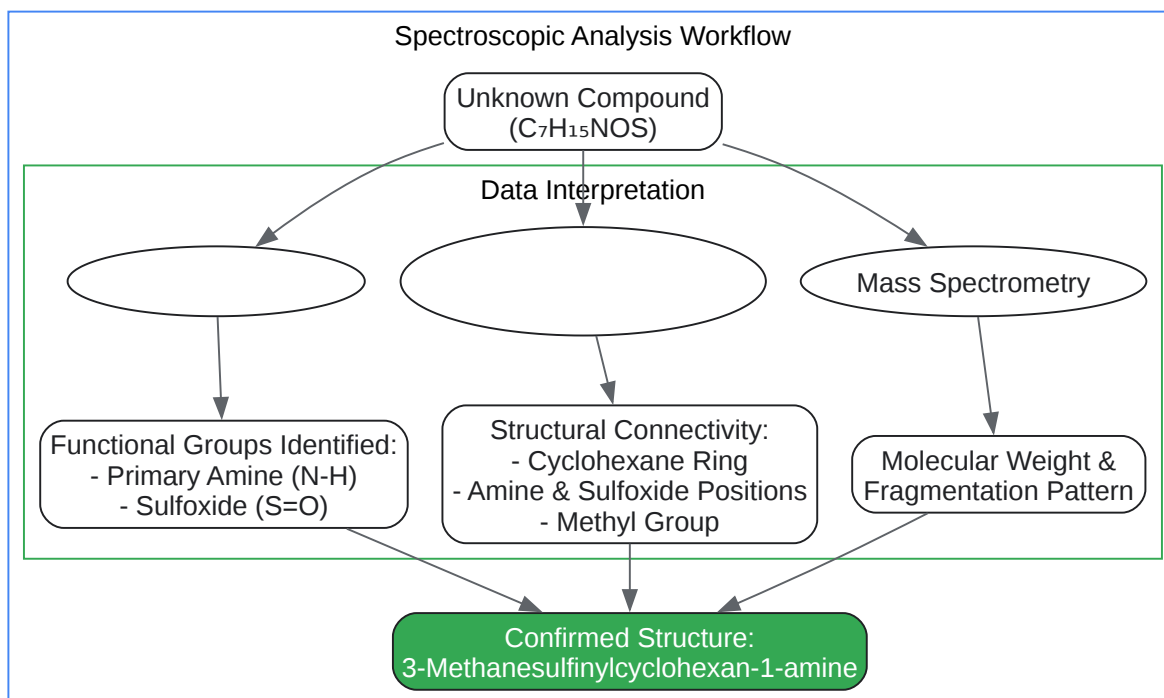 Spectroscopic Analysis Workflow
Unknown Compound
(C₇H₁₅NOS)
Data Interpretation
Mass Spectrometry
Functional Groups Identified:
- Primary Amine (N-H)
- Sulfoxide (S=O)
Structural Connectivity:
- Cyclohexane Ring
- Amine & Sulfoxide Positions
- Methyl Group
Molecular Weight &
Fragmentation Pattern
Confirmed Structure:
3-Methanesulfinylcyclohexan-1-amine